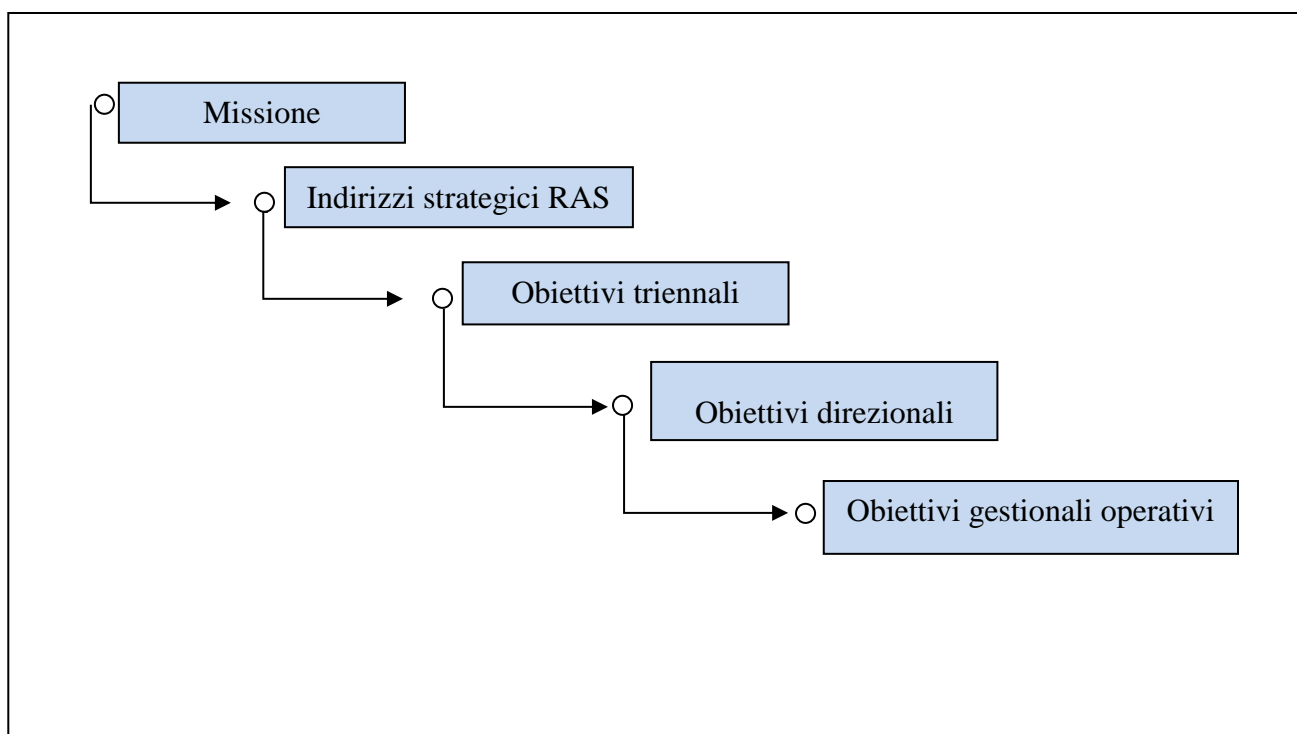 Missione
Indirizzi strategici RAS
Obiettivi triennali
Obiettivi direzionali
Obiettivi gestionali operativi